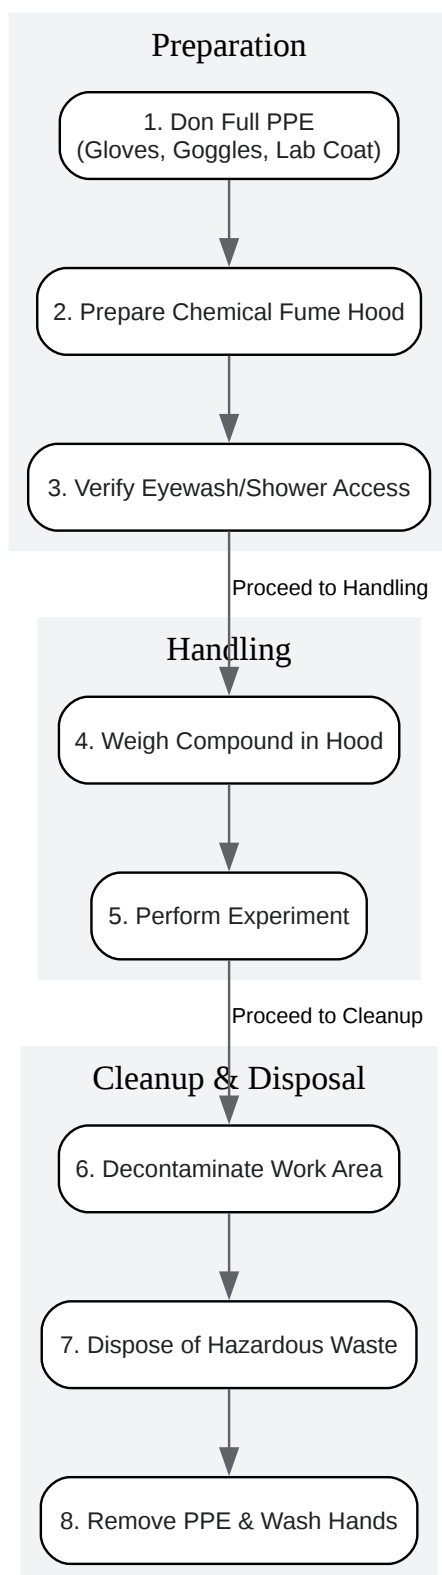 Preparation
1. Don Full PPE
(Gloves, Goggles, Lab Coat)
2. Prepare Chemical Fume Hood
3. Verify Eyewash/Shower Access
Proceed to Handling
Handling
4. Weigh Compound in Hood
5. Perform Experiment
Proceed to Cleanup
Cleanup & Disposal
6. Decontaminate Work Area
7. Dispose of Hazardous Waste
8. Remove PPE & Wash Hands